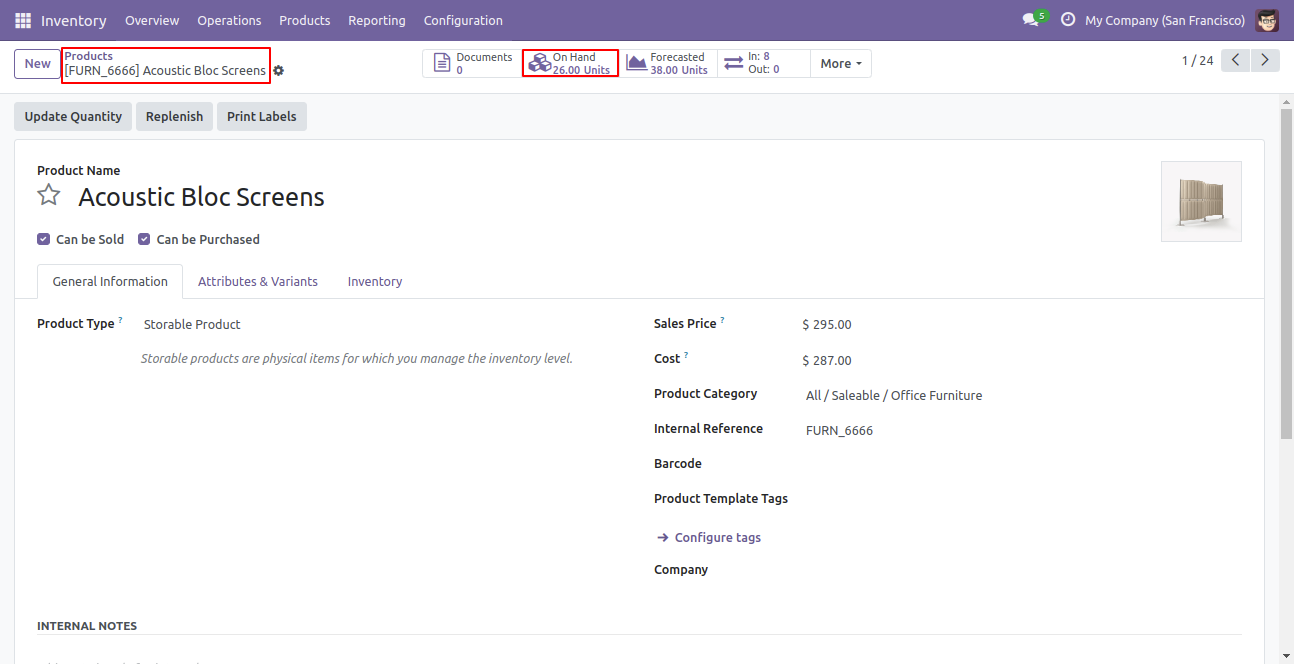 Inventory Overview Operations Products Reporting Configuration 5 My Company (San Francisco)
New
Products
[FURN_6666] Acoustic Bloc Screens
Documents
0
On Hand
26.00 Units
Forecasted
38.00 Units
In: 8
Out: 0
More
1 / 24
Update Quantity Replenish Print Labels
Product Name
Acoustic Bloc Screens
Can be Sold Can be Purchased
General Information Attributes & Variants Inventory
Product Type ? Storable Product
Storable products are physical items for which you manage the inventory level.
Sales Price ? $ 295.00
Cost ? $ 287.00
Product Category All / Saleable / Office Furniture
Internal Reference FURN_6666
Barcode
Product Template Tags
Configure tags
Company
INTERNAL NOTES